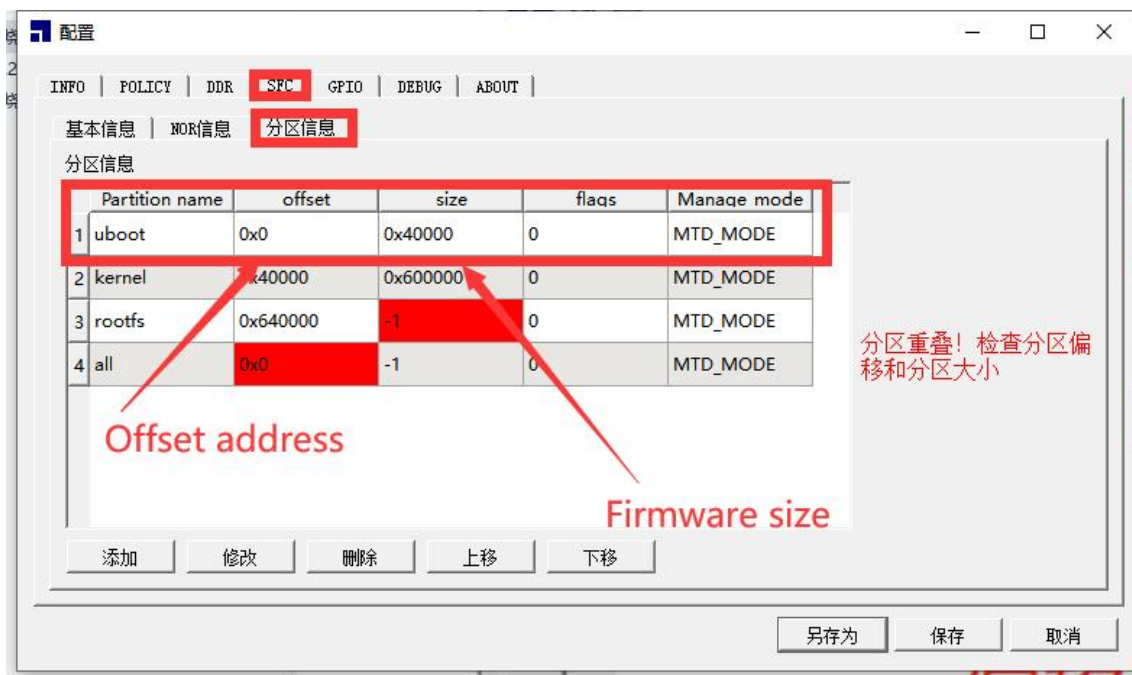 配置
INFO POLICY DDR SFC GPIO DEBUG ABOUT
基本信息 NOR信息 分区信息
分区信息
Partition name offset size flags Manage mode
1 uboot 0x0 0x40000 0 MTD_MODE
2 kernel 0x40000 0x600000 0 MTD_MODE
3 rootfs 0x640000 -1 0 MTD_MODE
4 all 0x0 -1 0 MTD_MODE
分区重叠！检查分区偏
移和分区大小
Offset address
Firmware size
添加 修改 删除 上移 下移
另存为 保存 取消